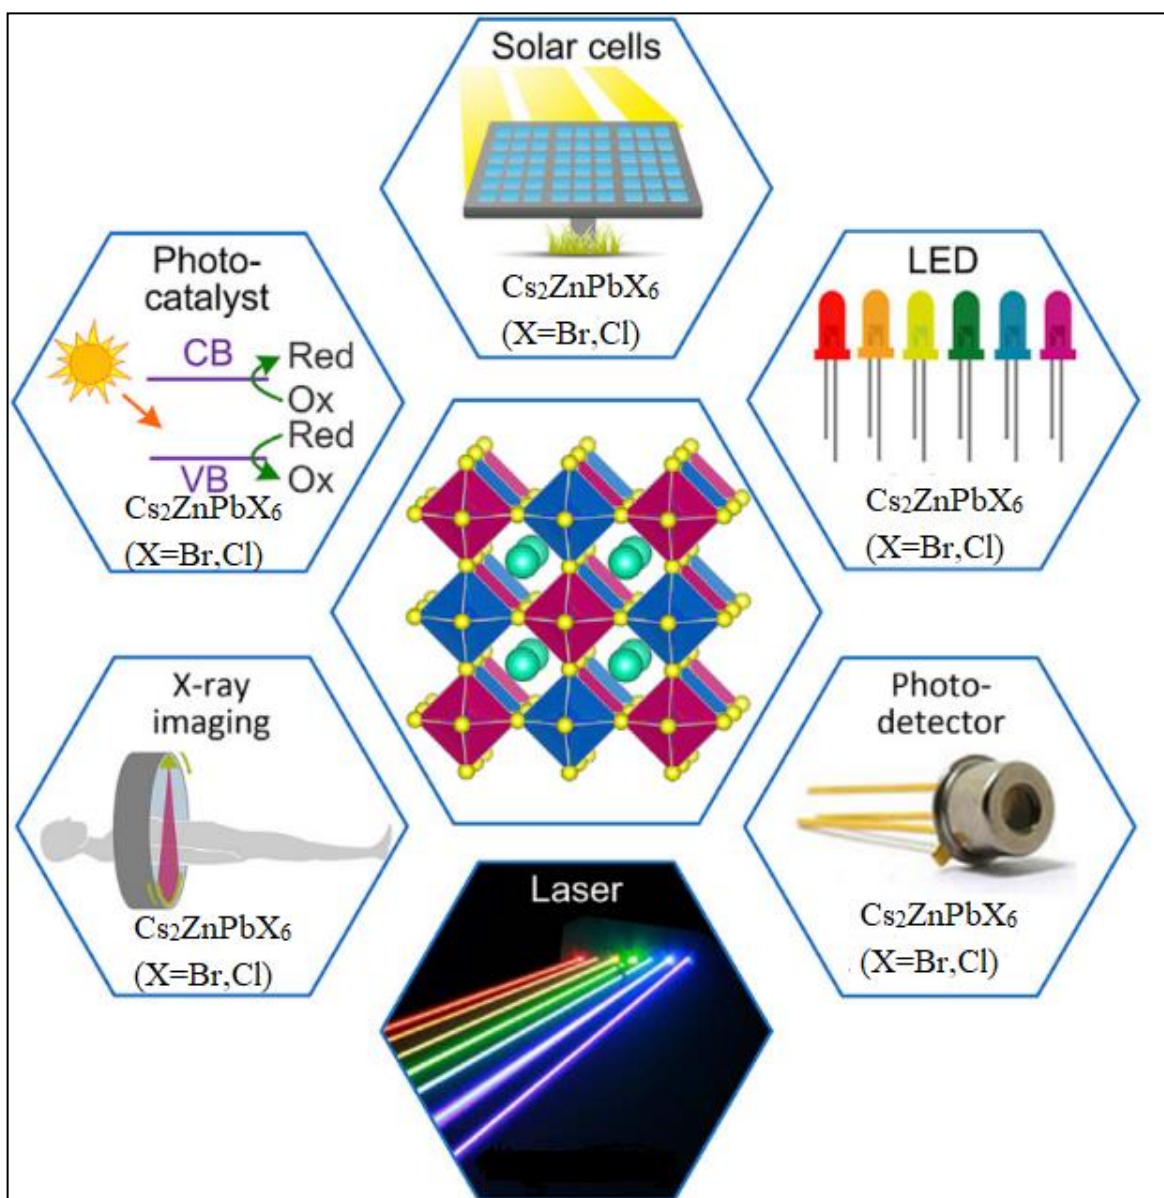 Solar cells
Cs₂ZnPbX₆
(X=Br,Cl)
Photo-
catalyst
CB
Red
Ox
Red
VB
Ox
Cs₂ZnPbX₆
(X=Br,Cl)
LED
Cs₂ZnPbX₆
(X=Br,Cl)
X-ray
imaging
Cs₂ZnPbX₆
(X=Br,Cl)
Photo-
detector
Cs₂ZnPbX₆
(X=Br,Cl)
Laser